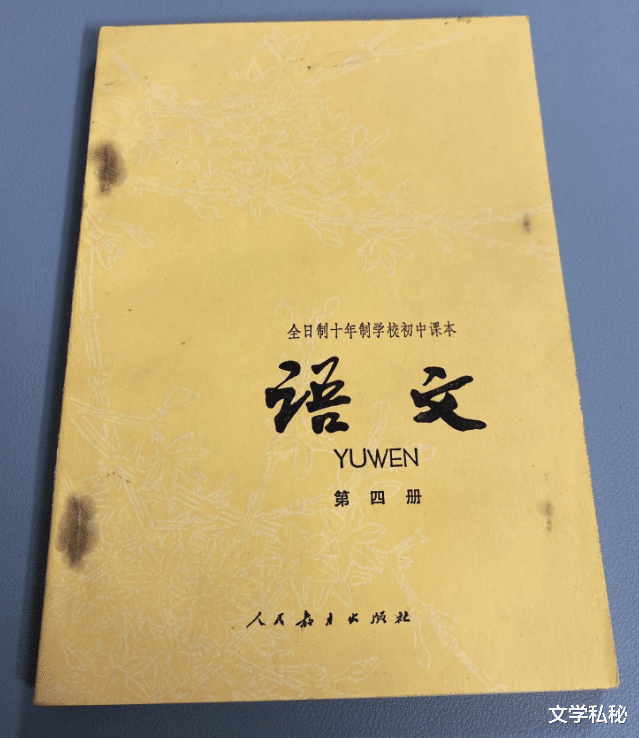 全日制十年制学校初中课本
语文
YUWEN
第四册
人民教育出版社
文学私秘